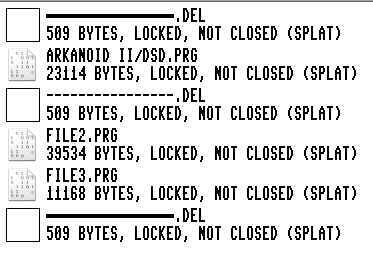 ━━━━━━━━━━━━━━━━.DEL
509 BYTES, LOCKED, NOT CLOSED (SPLAT)
ARKANOID II/DSD.PRG
23114 BYTES, LOCKED, NOT CLOSED (SPLAT)
----------------.DEL
509 BYTES, LOCKED, NOT CLOSED (SPLAT)
FILE2.PRG
39534 BYTES, LOCKED, NOT CLOSED (SPLAT)
FILE3.PRG
11168 BYTES, LOCKED, NOT CLOSED (SPLAT)
━━━━━━━━━━━━━━━━.DEL
509 BYTES, LOCKED, NOT CLOSED (SPLAT)